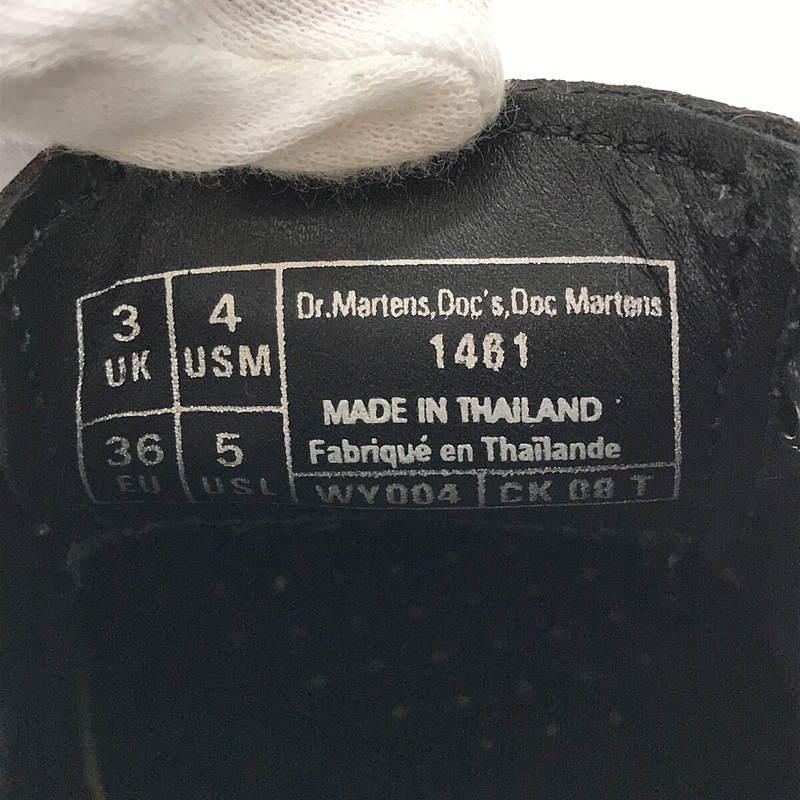 3 UK
4 USM
36 EU
5 USL
Dr.Martens,Doc's,Doc Martens
1461
MADE IN THAILAND
Fabriqué en Thaïlande
WY004 CK 08 T